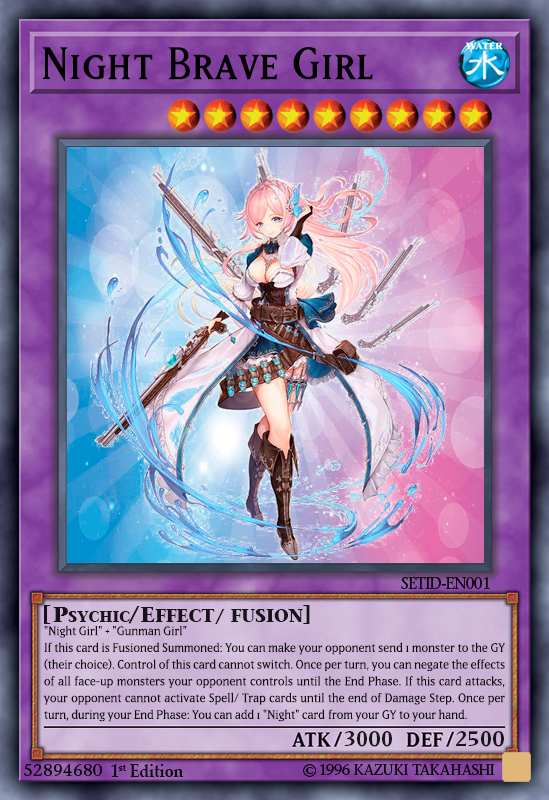 Night Brave Girl
WATER
水
SETID-EN001
[Psychic/Effect/ fusion]
"Night Girl" + "Gunman Girl"
If this card is Fusioned Summoned: You can make your opponent send 1 monster to the GY
(their choice). Control of this card cannot switch. Once per turn, you can negate the effects
of all face-up monsters your opponent controls until the End Phase. If this card attacks,
your opponent cannot activate Spell/ Trap cards until the end of Damage Step. Once per
turn, during your End Phase: You can add 1 "Night" card from your GY to your hand.
ATK/3000 DEF/2500
52894680 1st Edition © 1996 KAZUKI TAKAHASHI